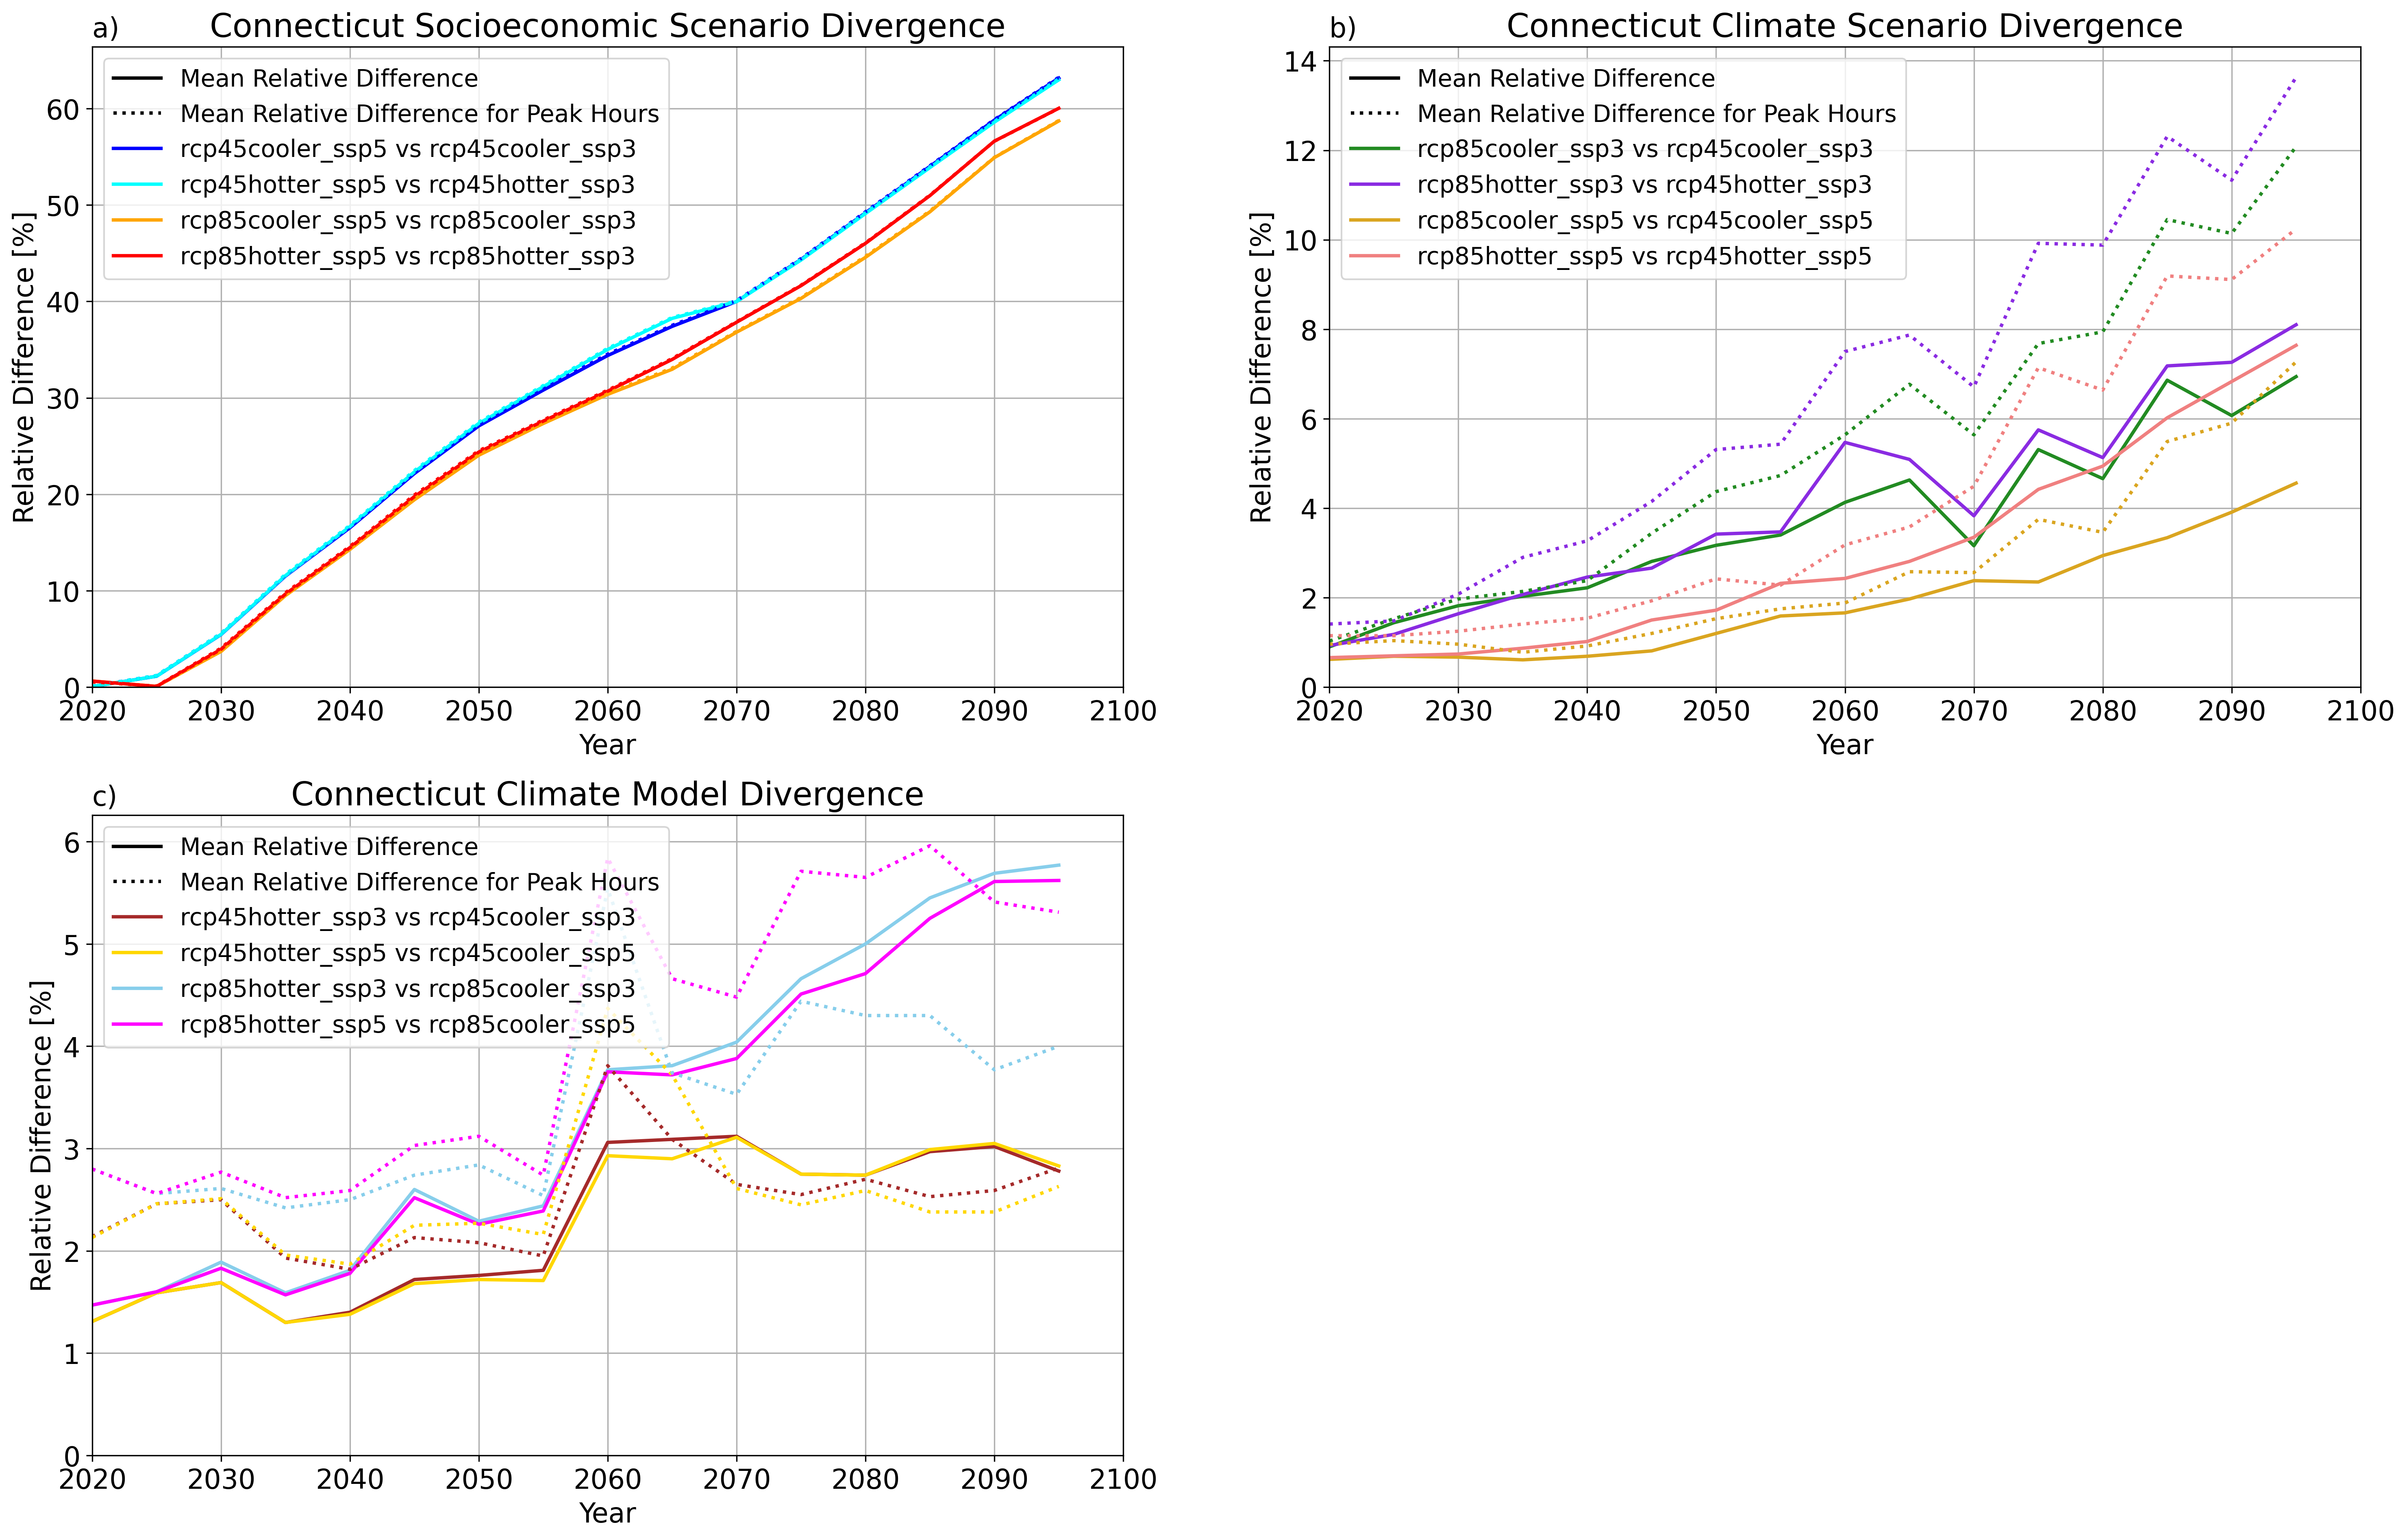 a) Connecticut Socioeconomic Scenario Divergence
Relative Difference [%]
60
50
40
30
20
10
0
Mean Relative Difference
Mean Relative Difference for Peak Hours
rcp45cooler_ssp5 vs rcp45cooler_ssp3
rcp45hotter_ssp5 vs rcp45hotter_ssp3
rcp85cooler_ssp5 vs rcp85cooler_ssp3
rcp85hotter_ssp5 vs rcp85hotter_ssp3
2020 2030 2040 2050 2060 2070 2080 2090 2100
Year
b) Connecticut Climate Scenario Divergence
Relative Difference [%]
14
12
10
8
6
4
2
0
Mean Relative Difference
Mean Relative Difference for Peak Hours
rcp85cooler_ssp3 vs rcp45cooler_ssp3
rcp85hotter_ssp3 vs rcp45hotter_ssp3
rcp85cooler_ssp5 vs rcp45cooler_ssp5
rcp85hotter_ssp5 vs rcp45hotter_ssp5
2020 2030 2040 2050 2060 2070 2080 2090 2100
Year
c) Connecticut Climate Model Divergence
Relative Difference [%]
6
5
4
3
2
1
0
Mean Relative Difference
Mean Relative Difference for Peak Hours
rcp45hotter_ssp3 vs rcp45cooler_ssp3
rcp45hotter_ssp5 vs rcp45cooler_ssp5
rcp85hotter_ssp3 vs rcp85cooler_ssp3
rcp85hotter_ssp5 vs rcp85cooler_ssp5
2020 2030 2040 2050 2060 2070 2080 2090 2100
Year